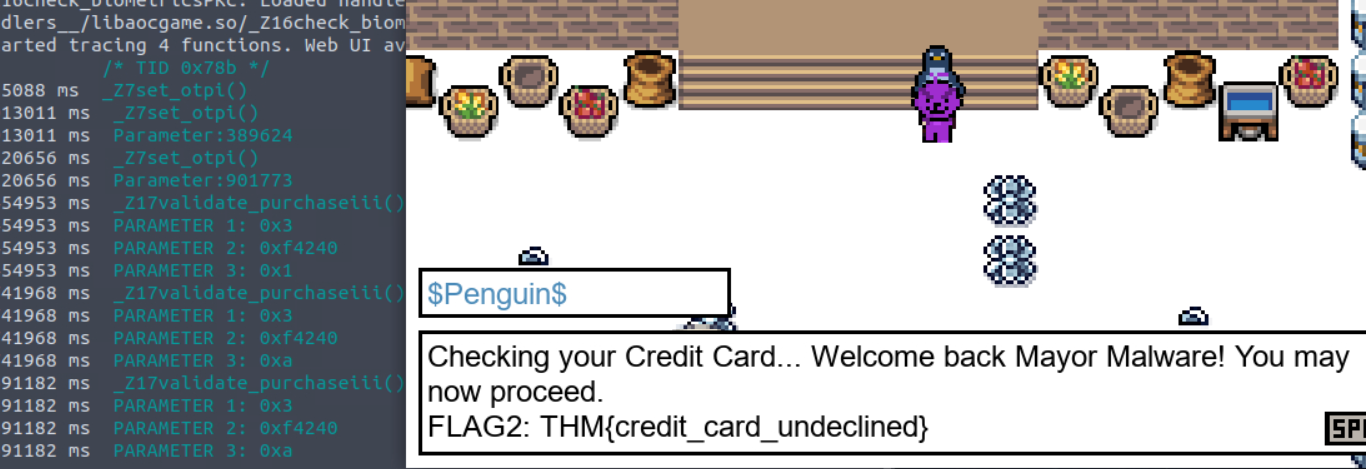 16check_biometricsPKc: Loaded handle
dlers__/libaocgame.so/_Z16check_biom
arted tracing 4 functions. Web UI av
/* TID 0x78b */
5088 ms _Z7set_otpi()
13011 ms _Z7set_otpi()
13011 ms Parameter:389624
20656 ms _Z7set_otpi()
20656 ms Parameter:901773
54953 ms _Z17validate_purchaseiii()
54953 ms PARAMETER 1: 0x3
54953 ms PARAMETER 2: 0xf4240
54953 ms PARAMETER 3: 0x1
41968 ms _Z17validate_purchaseiii()
41968 ms PARAMETER 1: 0x3
41968 ms PARAMETER 2: 0xf4240
41968 ms PARAMETER 3: 0xa
91182 ms _Z17validate_purchaseiii()
91182 ms PARAMETER 1: 0x3
91182 ms PARAMETER 2: 0xf4240
91182 ms PARAMETER 3: 0xa
$Penguin$
Checking your Credit Card... Welcome back Mayor Malware! You may
now proceed.
FLAG2: THM{credit_card_undeclined}